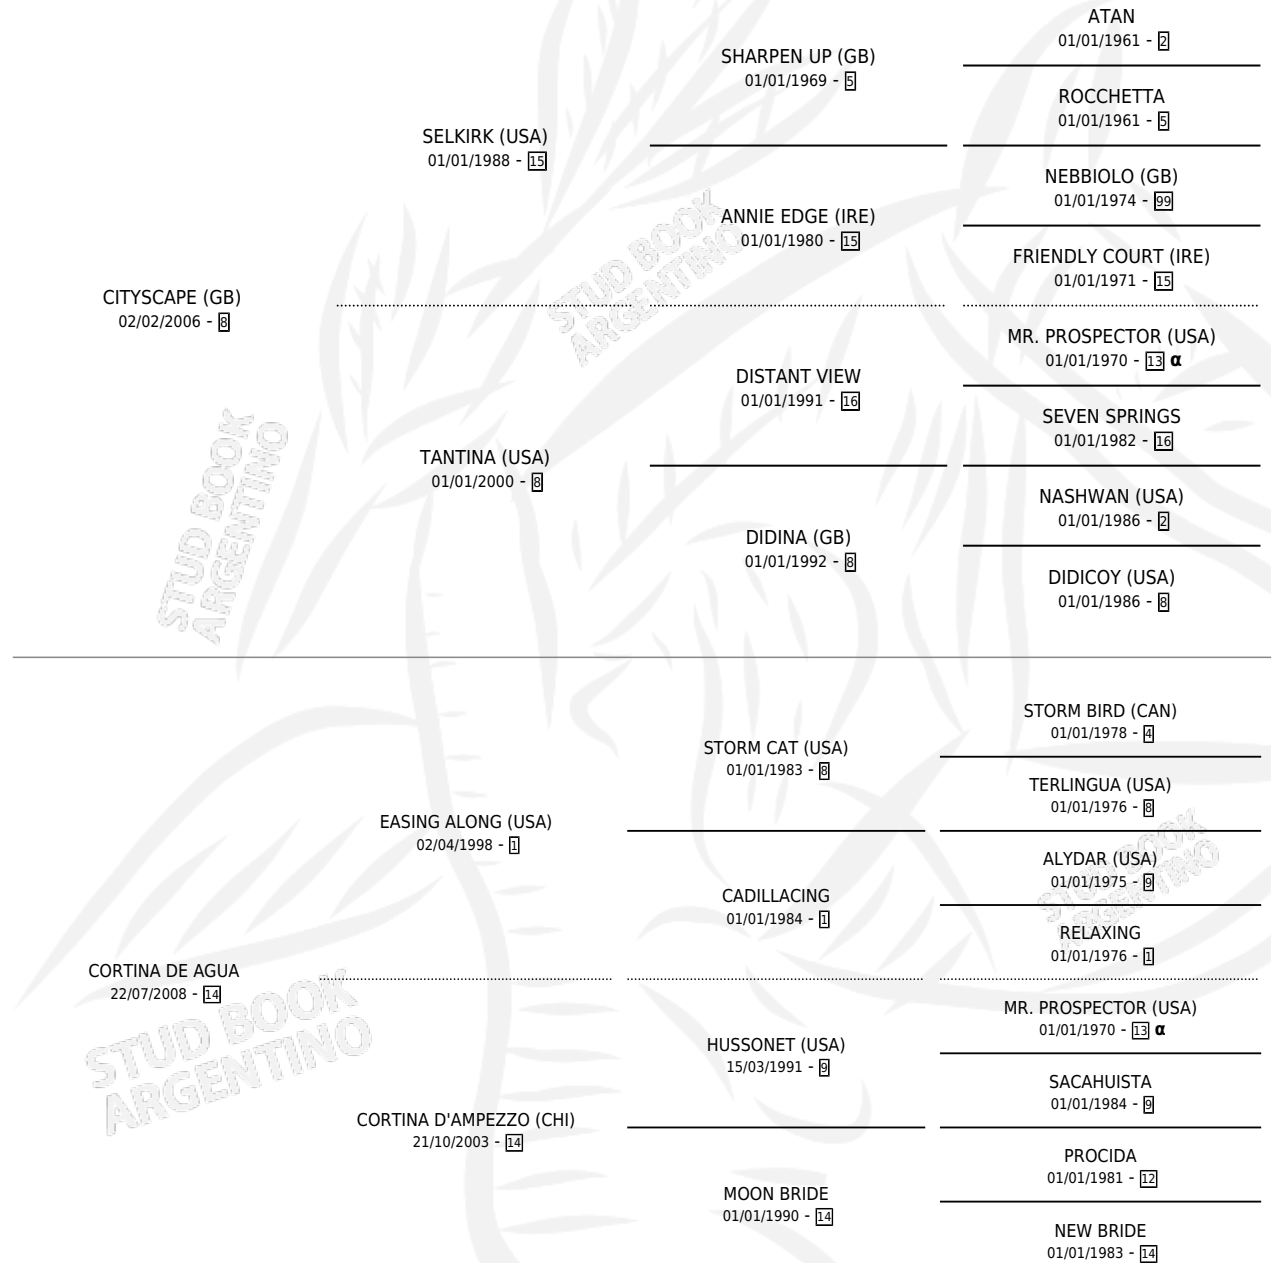 ATAN
01/01/1961 - 2
SHARPEN UP (GB)
01/01/1969 - 5
ROCCHETTA
01/01/1961 - 5
SELKIRK (USA)
01/01/1988 - 15
NEBBIOLO (GB)
01/01/1974 - 99
ANNIE EDGE (IRE)
01/01/1980 - 15
FRIENDLY COURT (IRE)
01/01/1971 - 15
CITYSCAPE (GB)
02/02/2006 - 8
MR. PROSPECTOR (USA)
01/01/1970 - 13 α
DISTANT VIEW
01/01/1991 - 16
SEVEN SPRINGS
01/01/1982 - 16
TANTINA (USA)
01/01/2000 - 8
NASHWAN (USA)
01/01/1986 - 2
DIDINA (GB)
01/01/1992 - 8
DIDICOY (USA)
01/01/1986 - 8
STORM BIRD (CAN)
01/01/1978 - 4
STORM CAT (USA)
01/01/1983 - 8
TERLINGUA (USA)
01/01/1976 - 8
EASING ALONG (USA)
02/04/1998 - 1
ALYDAR (USA)
01/01/1975 - 9
CADILLACING
01/01/1984 - 1
RELAXING
01/01/1976 - 1
CORTINA DE AGUA
22/07/2008 - 14
MR. PROSPECTOR (USA)
01/01/1970 - 13 α
HUSSONET (USA)
15/03/1991 - 9
SACAHUISTA
01/01/1984 - 9
CORTINA D'AMPEZZO (CHI)
21/10/2003 - 14
PROCIDA
01/01/1981 - 12
MOON BRIDE
01/01/1990 - 14
NEW BRIDE
01/01/1983 - 14
STUD BOOK
ARGENTINO
STUD BOOK
ARGENTINO
STUD BOOK
ARGENTINO
STUD BOOK
ARGENTINO